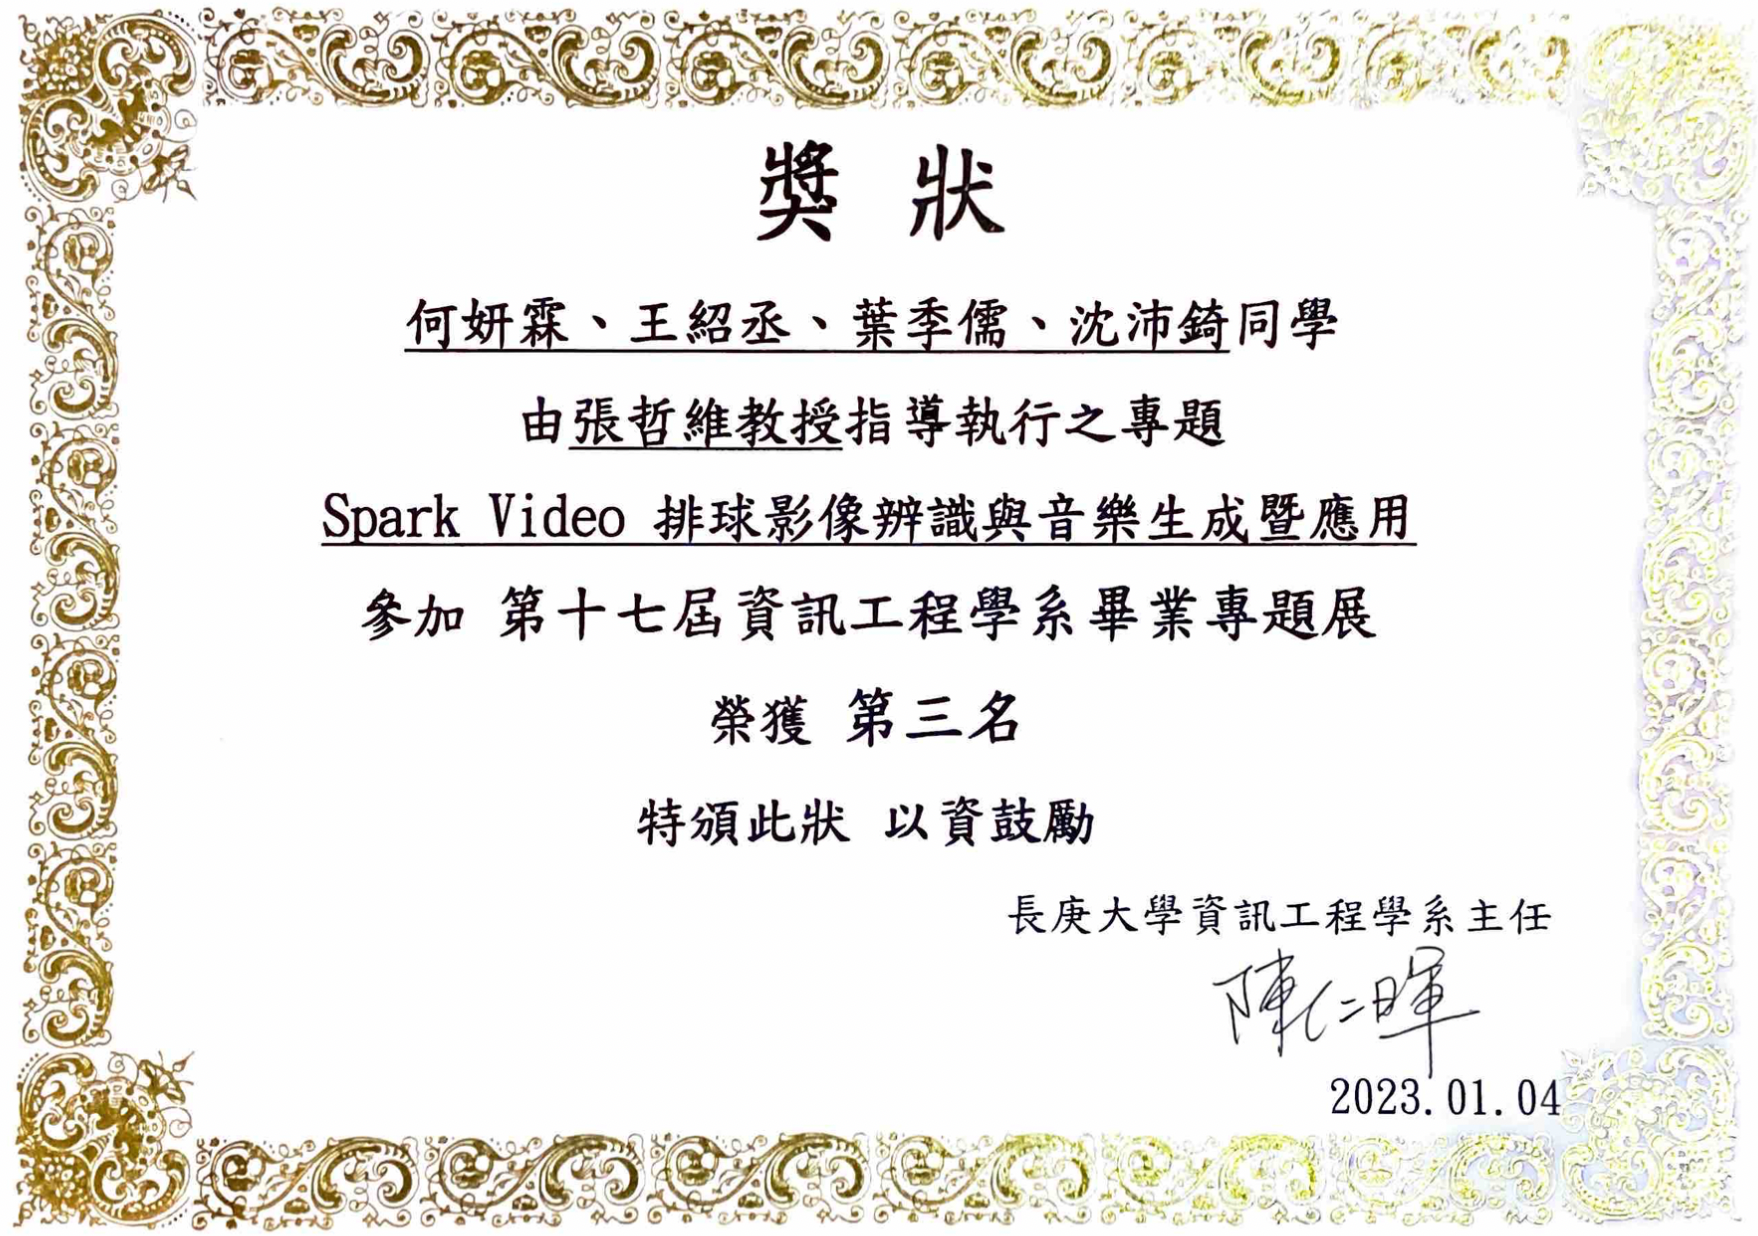 獎狀
何妍霖、王紹丞、葉季儒、沈沛錡同學
由張哲維教授指導執行之專題
Spark Video 排球影像辨識與音樂生成暨應用
參加 第十七屆資訊工程學系畢業專題展
榮獲 第三名
特頒此狀 以資鼓勵
長庚大學資訊工程學系主任
陳仁暉
2023.01.04